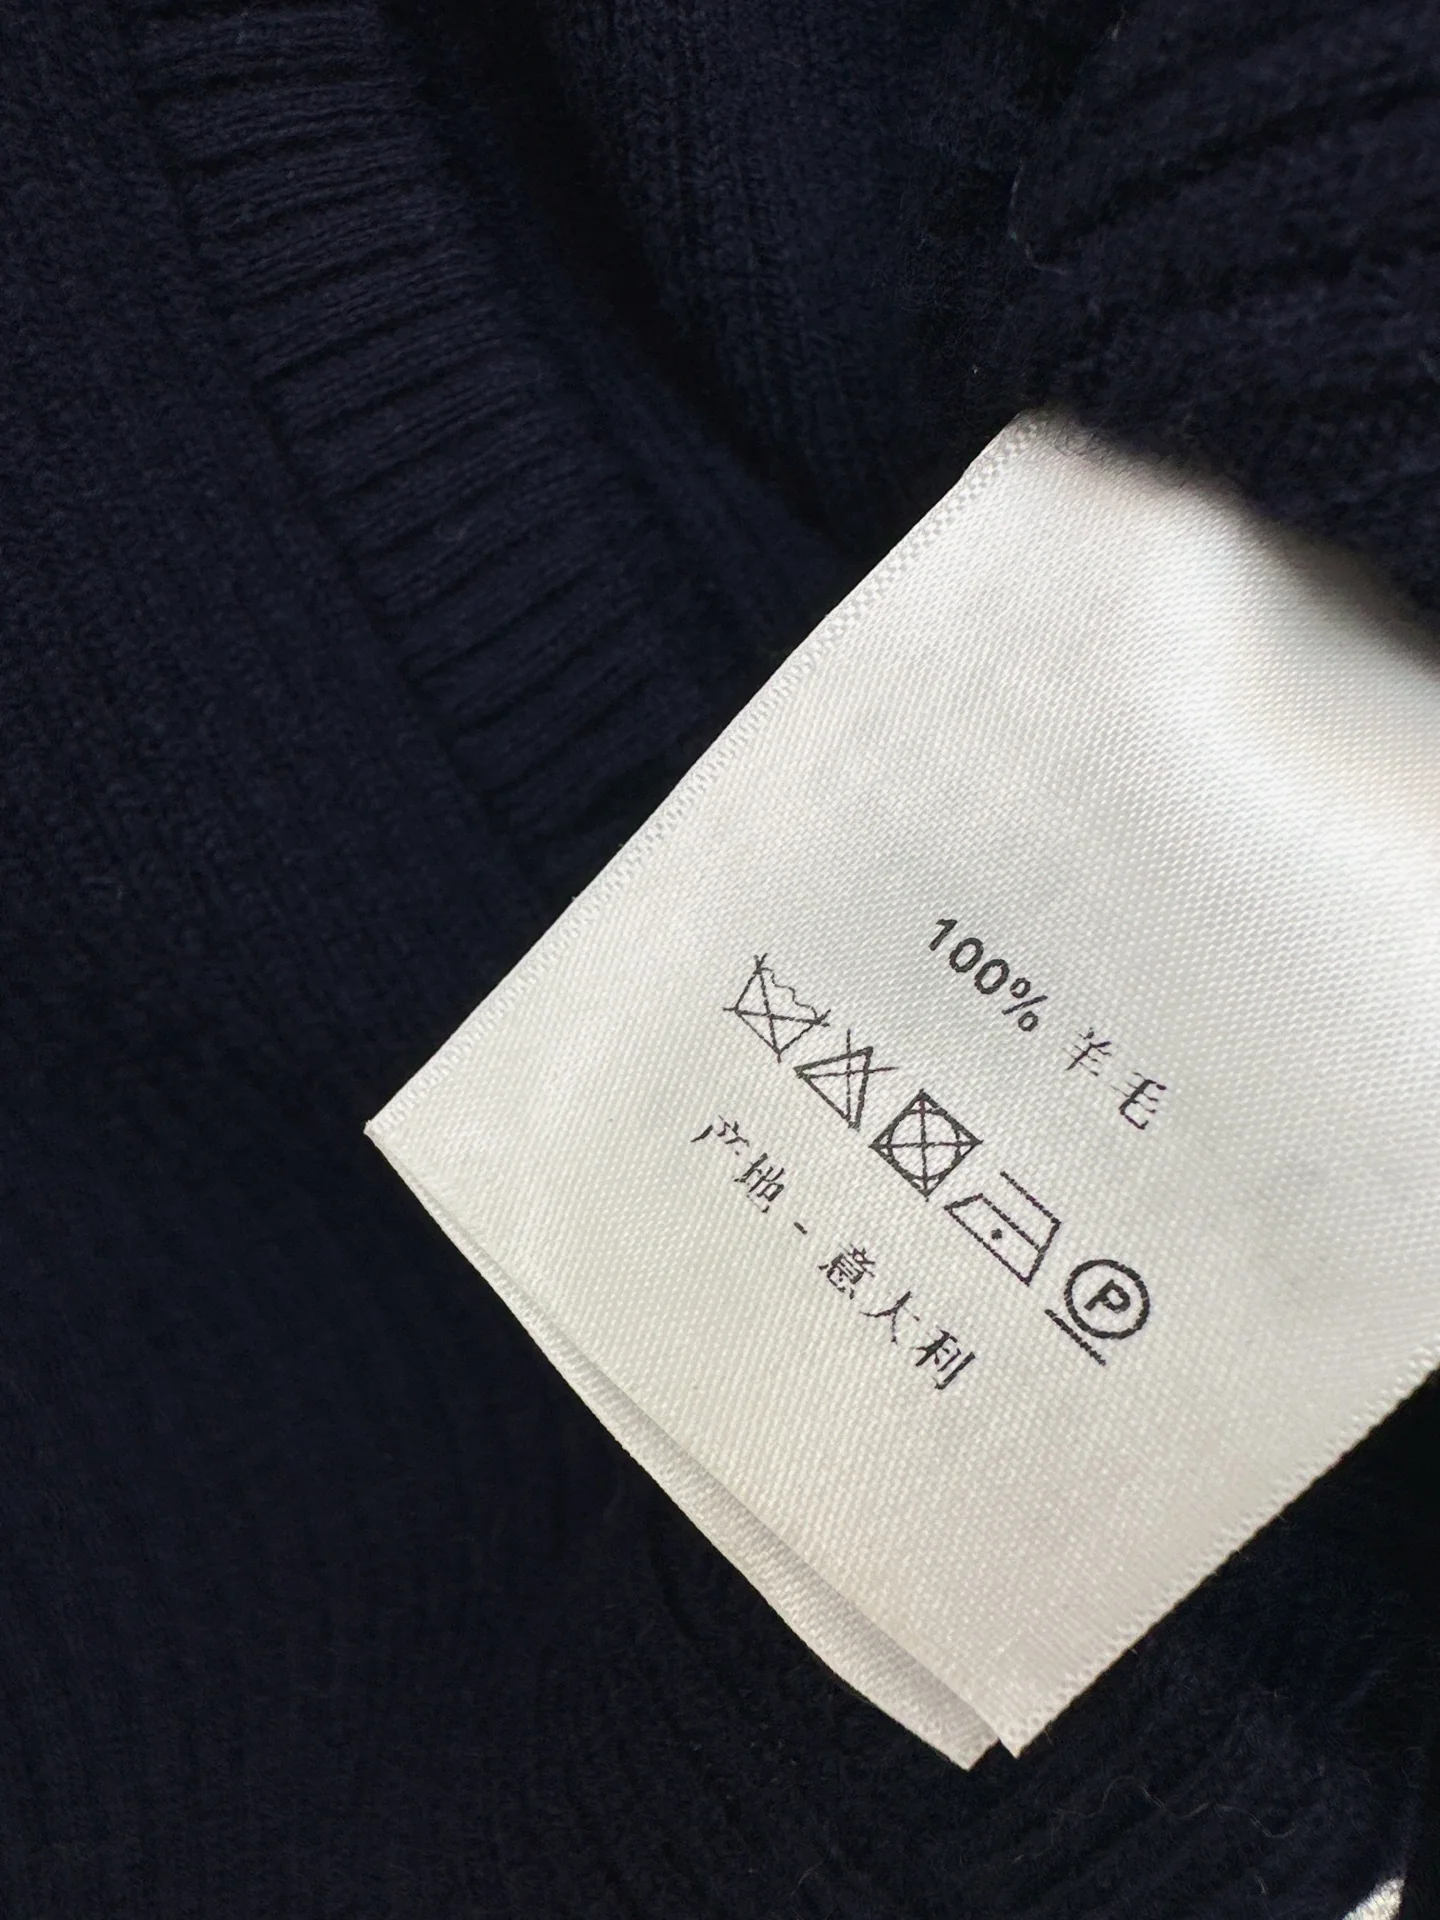 100% 羊毛
P
产地 - 意大利